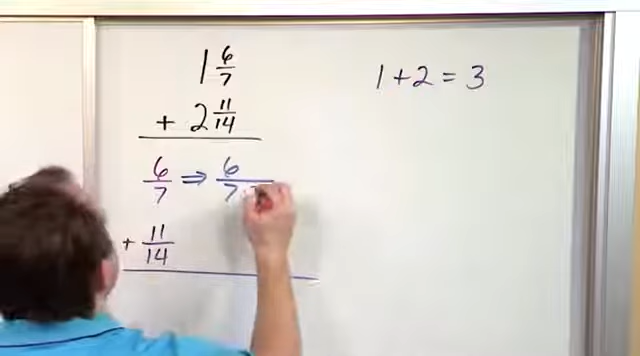 1 6/7
+ 2 11/14
6/7 ⇒ 6/7
+ 11/14
1 + 2 = 3